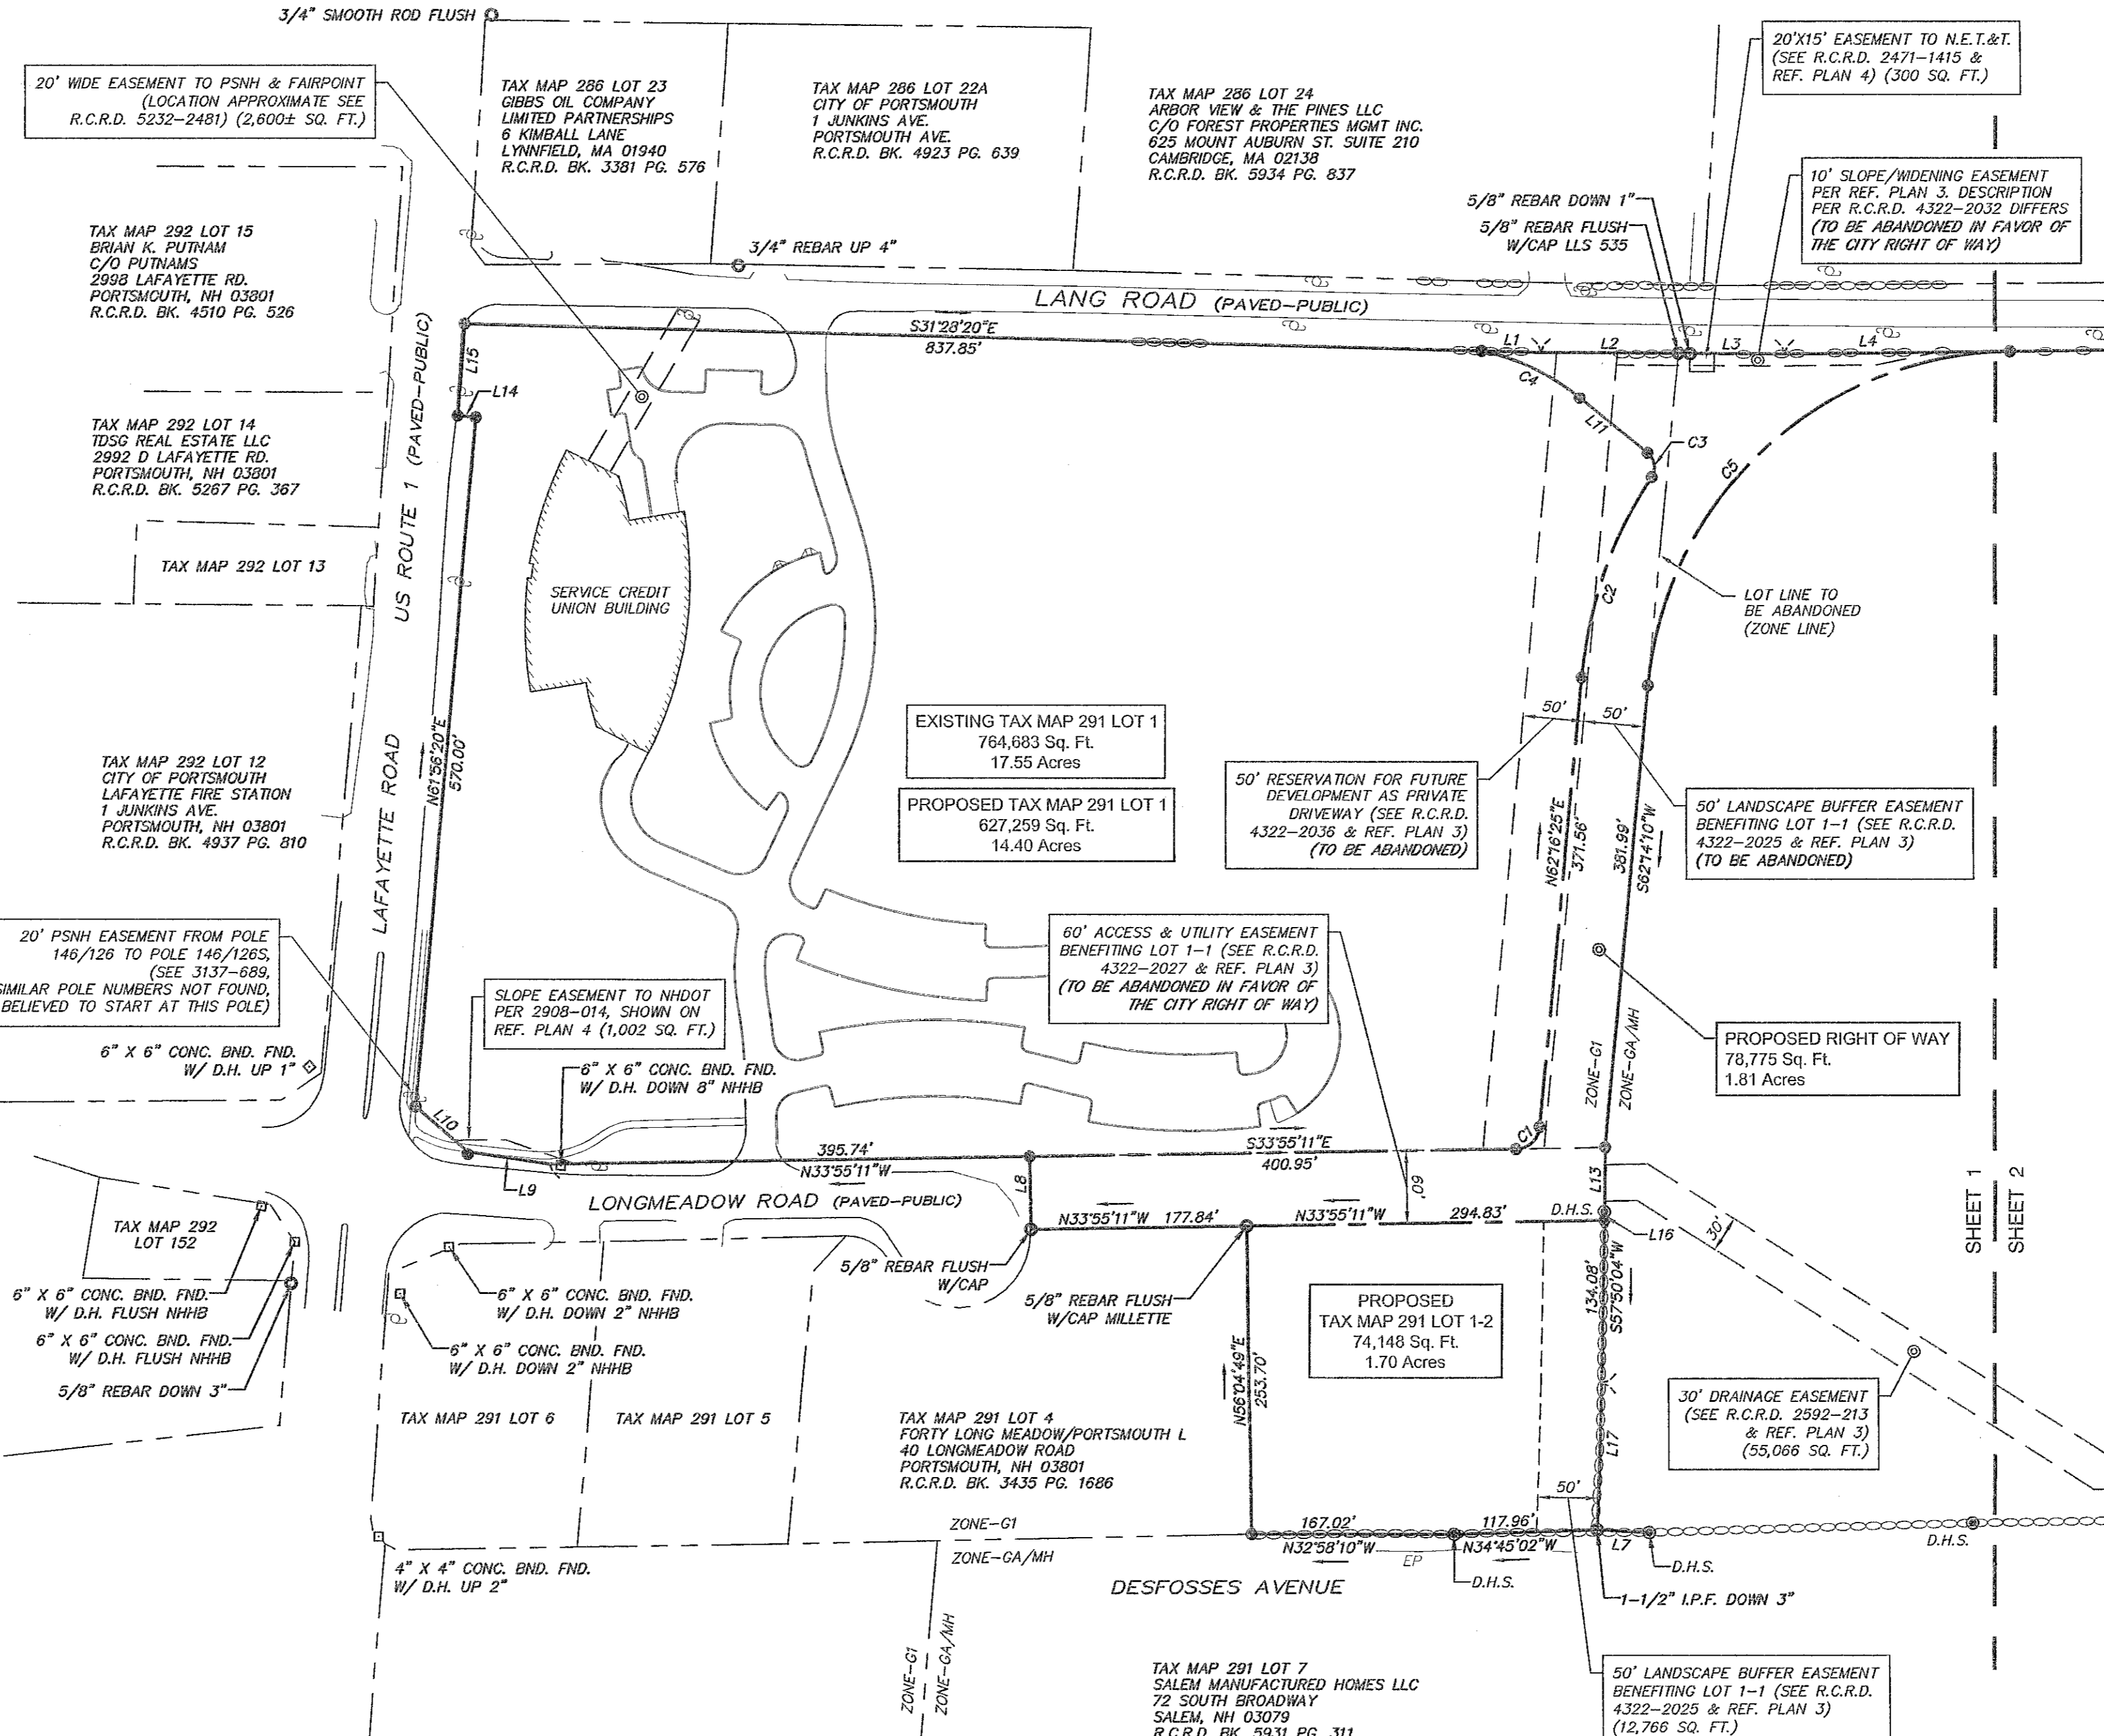 3/4" SMOOTH ROD FLUSH
20' WIDE EASEMENT TO PSNH & FAIRPOINT
(LOCATION APPROXIMATE SEE
R.C.R.D. 5232-2481) (2,600± SQ. FT.)
TAX MAP 286 LOT 23
GIBBS OIL COMPANY
LIMITED PARTNERSHIPS
6 KIMBALL LANE
LYNNFIELD, MA 01940
R.C.R.D. BK. 3381 PG. 576
TAX MAP 286 LOT 22A
CITY OF PORTSMOUTH
1 JUNKINS AVE.
PORTSMOUTH AVE.
R.C.R.D. BK. 4923 PG. 639
TAX MAP 286 LOT 24
ARBOR VIEW & THE PINES LLC
C/O FOREST PROPERTIES MGMT INC.
625 MOUNT AUBURN ST. SUITE 210
CAMBRIDGE, MA 02138
R.C.R.D. BK. 5934 PG. 837
20'X15' EASEMENT TO N.E.T.&T.
(SEE R.C.R.D. 2471-1415 &
REF. PLAN 4) (300 SQ. FT.)
10' SLOPE/WIDENING EASEMENT
PER REF. PLAN 3. DESCRIPTION
PER R.C.R.D. 4322-2032 DIFFERS
(TO BE ABANDONED IN FAVOR OF
THE CITY RIGHT OF WAY)
5/8" REBAR DOWN 1"
5/8" REBAR FLUSH
W/CAP LLS 535
3/4" REBAR UP 4"
TAX MAP 292 LOT 15
BRIAN K. PUTNAM
C/O PUTNAMS
2998 LAFAYETTE RD.
PORTSMOUTH, NH 03801
R.C.R.D. BK. 4510 PG. 526
LANG ROAD (PAVED-PUBLIC)
S31°28'20"E
837.85'
L1
L2
L3
L4
L15
L14
C4
L11
C3
C5
C2
TAX MAP 292 LOT 14
TDSG REAL ESTATE LLC
2992 D LAFAYETTE RD.
PORTSMOUTH, NH 03801
R.C.R.D. BK. 5267 PG. 367
TAX MAP 292 LOT 13
LAFAYETTE ROAD US ROUTE 1 (PAVED-PUBLIC)
N61°56'20"E
570.00'
SERVICE CREDIT
UNION BUILDING
LOT LINE TO
BE ABANDONED
(ZONE LINE)
EXISTING TAX MAP 291 LOT 1
764,683 Sq. Ft.
17.55 Acres
PROPOSED TAX MAP 291 LOT 1
627,259 Sq. Ft.
14.40 Acres
50'
50'
TAX MAP 292 LOT 12
CITY OF PORTSMOUTH
LAFAYETTE FIRE STATION
1 JUNKINS AVE.
PORTSMOUTH, NH 03801
R.C.R.D. BK. 4937 PG. 810
50' RESERVATION FOR FUTURE
DEVELOPMENT AS PRIVATE
DRIVEWAY (SEE R.C.R.D.
4322-2036 & REF. PLAN 3)
(TO BE ABANDONED)
N62°16'25"E
371.56'
381.99'
S62°14'10"W
50' LANDSCAPE BUFFER EASEMENT
BENEFITING LOT 1-1 (SEE R.C.R.D.
4322-2025 & REF. PLAN 3)
(TO BE ABANDONED)
20' PSNH EASEMENT FROM POLE
146/126 TO POLE 146/126S,
(SEE 3137-689,
SIMILAR POLE NUMBERS NOT FOUND,
BELIEVED TO START AT THIS POLE)
60' ACCESS & UTILITY EASEMENT
BENEFITING LOT 1-1 (SEE R.C.R.D.
4322-2027 & REF. PLAN 3)
(TO BE ABANDONED IN FAVOR OF
THE CITY RIGHT OF WAY)
SLOPE EASEMENT TO NHDOT
PER 2908-014, SHOWN ON
REF. PLAN 4 (1,002 SQ. FT.)
6" X 6" CONC. BND. FND.
W/ D.H. UP 1"
6" X 6" CONC. BND. FND.
W/ D.H. DOWN 8" NHHB
ZONE-G1
ZONE-GA/MH
PROPOSED RIGHT OF WAY
78,775 Sq. Ft.
1.81 Acres
L10
L9
395.74'
N33°55'11"W
L8
S33°55'11"E
400.95'
C1
60'
L13
LONGMEADOW ROAD (PAVED-PUBLIC)
N33°55'11"W 177.84'
N33°55'11"W 294.83'
D.H.S.
L16
30'
SHEET 1
SHEET 2
TAX MAP 292
LOT 152
6" X 6" CONC. BND. FND.
W/ D.H. FLUSH NHHB
6" X 6" CONC. BND. FND.
W/ D.H. FLUSH NHHB
5/8" REBAR DOWN 3"
6" X 6" CONC. BND. FND.
W/ D.H. DOWN 2" NHHB
6" X 6" CONC. BND. FND.
W/ D.H. DOWN 2" NHHB
5/8" REBAR FLUSH
W/CAP
5/8" REBAR FLUSH
W/CAP MILLETTE
PROPOSED
TAX MAP 291 LOT 1-2
74,148 Sq. Ft.
1.70 Acres
134.08'
S57°50'04"W
N56°04'49"E
253.70'
L17
30' DRAINAGE EASEMENT
(SEE R.C.R.D. 2592-213
& REF. PLAN 3)
(55,066 SQ. FT.)
TAX MAP 291 LOT 6
TAX MAP 291 LOT 5
TAX MAP 291 LOT 4
FORTY LONG MEADOW/PORTSMOUTH L
40 LONGMEADOW ROAD
PORTSMOUTH, NH 03801
R.C.R.D. BK. 3435 PG. 1686
50'
ZONE-G1
ZONE-GA/MH
167.02'
N32°58'10"W
117.96'
N34°45'02"W
EP
L7
D.H.S.
D.H.S.
D.H.S.
1-1/2" I.P.F. DOWN 3"
4" X 4" CONC. BND. FND.
W/ D.H. UP 2"
DESFOSSES AVENUE
ZONE-G1
ZONE-GA/MH
TAX MAP 291 LOT 7
SALEM MANUFACTURED HOMES LLC
72 SOUTH BROADWAY
SALEM, NH 03079
R.C.R.D. BK. 5931 PG. 311
50' LANDSCAPE BUFFER EASEMENT
BENEFITING LOT 1-1 (SEE R.C.R.D.
4322-2025 & REF. PLAN 3)
(12,766 SQ. FT.)